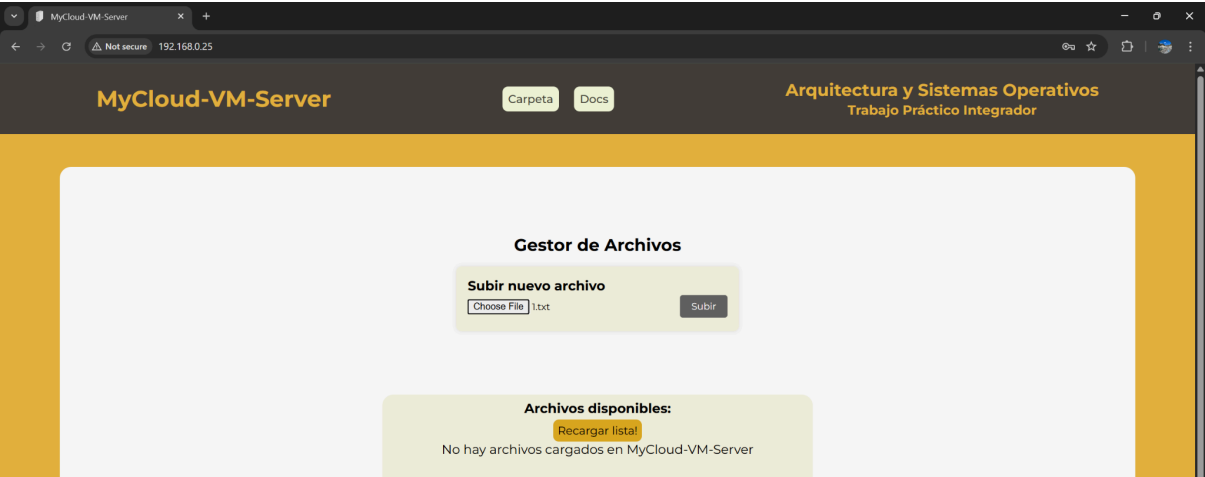 MyCloud-VM-Server
Not secure 192.168.0.25
MyCloud-VM-Server
Carpeta
Docs
Arquitectura y Sistemas Operativos
Trabajo Práctico Integrador
Gestor de Archivos
Subir nuevo archivo
Choose File 1.txt
Subir
Archivos disponibles:
Recargar lista!
No hay archivos cargados en MyCloud-VM-Server